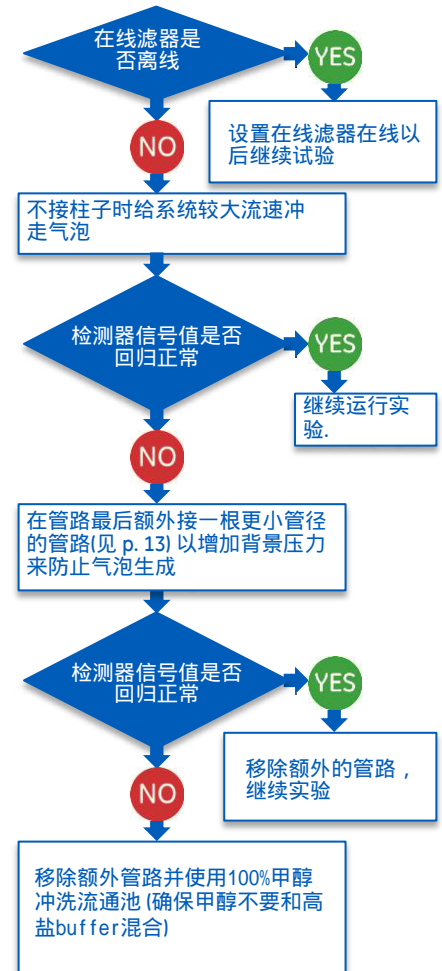 在线滤器是
否离线
YES
NO
设置在线滤器在线以
后继续试验
不接柱子时给系统较大流速冲
走气泡
检测器信号值是否
回归正常
YES
NO
继续运行实
验.
在管路最后额外接一根更小管径
的管路(见 p. 13) 以增加背景压力
来防止气泡生成
检测器信号值是否
回归正常
YES
NO
移除额外的管路，
继续实验
移除额外管路并使用100%甲醇
冲洗流通池 (确保甲醇不要和高
盐buffer混合)